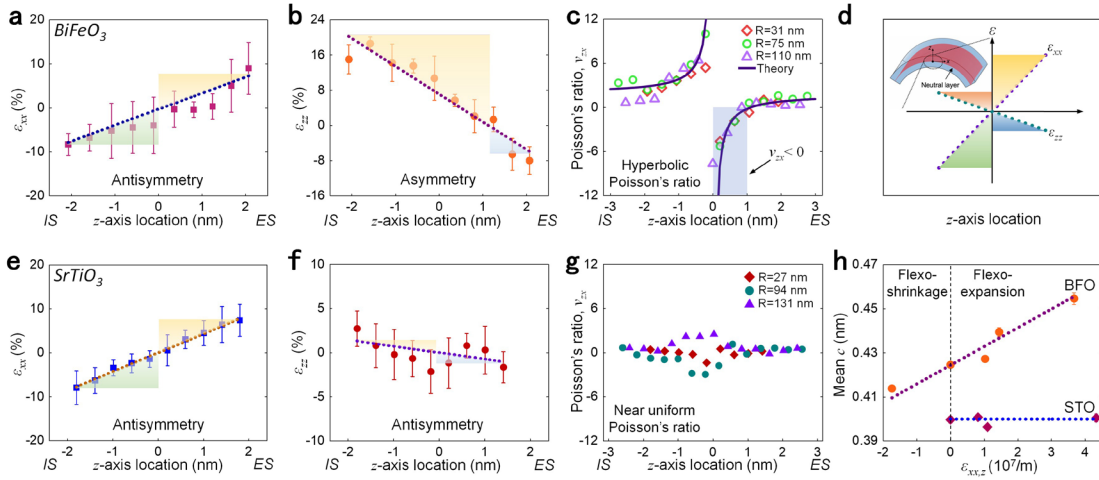 a
BiFeO3
20
10
0
-10
-20
εxx (%)
Antisymmetry
-2
-1
0
1
2
IS
z-axis location (nm)
ES
b
24
16
8
0
-8
-16
εzz (%)
Asymmetry
-2
-1
0
1
2
IS
z-axis location (nm)
ES
c
12
6
0
-6
-12
Poisson's ratio, νzx
R=31 nm
R=75 nm
R=110 nm
Theory
νzx< 0
Hyperbolic
Poisson's ratio
-3
-2
-1
0
1
2
3
IS
z-axis location (nm)
ES
d
ε
εxx
Neutral layer
εzz
z-axis location
e
SrTiO3
20
10
0
-10
-20
εxx (%)
Antisymmetry
-2
-1
0
1
2
IS
z-axis location (nm)
ES
f
10
5
0
-5
-10
εzz (%)
Antisymmetry
-2
-1
0
1
2
IS
z-axis location (nm)
ES
g
12
6
0
-6
-12
Poisson's ratio, νzx
R=27 nm
R=94 nm
R=131 nm
Near uniform
Poisson's ratio
-3
-2
-1
0
1
2
3
IS
z-axis location (nm)
ES
h
0.47
0.45
0.43
0.41
0.39
Mean c (nm)
Flexo-
shrinkage
Flexo-
expansion
BFO
STO
-2
-1
0
1
2
3
4
εxx,z (10⁷/m)